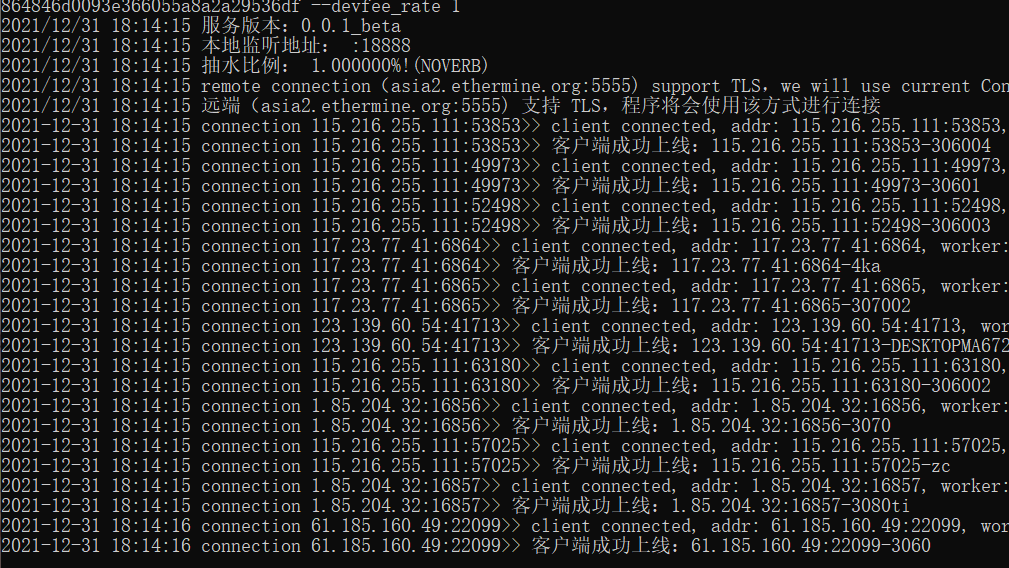 864846d0093e366055a8a2a29536df --devfee_rate 1
2021/12/31 18:14:15 服务版本：0.0.1_beta
2021/12/31 18:14:15 本地监听地址： :18888
2021/12/31 18:14:15 抽水比例： 1.000000%!(NOVERB)
2021/12/31 18:14:15 remote connection (asia2.ethermine.org:5555) support TLS, we will use current Con
2021/12/31 18:14:15 远端 (asia2.ethermine.org:5555) 支持 TLS，程序将会使用该方式进行连接
2021-12-31 18:14:15 connection 115.216.255.111:53853>> client connected, addr: 115.216.255.111:53853,
2021-12-31 18:14:15 connection 115.216.255.111:53853>> 客户端成功上线：115.216.255.111:53853-306004
2021-12-31 18:14:15 connection 115.216.255.111:49973>> client connected, addr: 115.216.255.111:49973,
2021-12-31 18:14:15 connection 115.216.255.111:49973>> 客户端成功上线：115.216.255.111:49973-30601
2021-12-31 18:14:15 connection 115.216.255.111:52498>> client connected, addr: 115.216.255.111:52498,
2021-12-31 18:14:15 connection 115.216.255.111:52498>> 客户端成功上线：115.216.255.111:52498-306003
2021-12-31 18:14:15 connection 117.23.77.41:6864>> client connected, addr: 117.23.77.41:6864, worker:
2021-12-31 18:14:15 connection 117.23.77.41:6864>> 客户端成功上线：117.23.77.41:6864-4ka
2021-12-31 18:14:15 connection 117.23.77.41:6865>> client connected, addr: 117.23.77.41:6865, worker:
2021-12-31 18:14:15 connection 117.23.77.41:6865>> 客户端成功上线：117.23.77.41:6865-307002
2021-12-31 18:14:15 connection 123.139.60.54:41713>> client connected, addr: 123.139.60.54:41713, wor
2021-12-31 18:14:15 connection 123.139.60.54:41713>> 客户端成功上线：123.139.60.54:41713-DESKTOPMA672
2021-12-31 18:14:15 connection 115.216.255.111:63180>> client connected, addr: 115.216.255.111:63180,
2021-12-31 18:14:15 connection 115.216.255.111:63180>> 客户端成功上线：115.216.255.111:63180-306002
2021-12-31 18:14:15 connection 1.85.204.32:16856>> client connected, addr: 1.85.204.32:16856, worker:
2021-12-31 18:14:15 connection 1.85.204.32:16856>> 客户端成功上线：1.85.204.32:16856-3070
2021-12-31 18:14:15 connection 115.216.255.111:57025>> client connected, addr: 115.216.255.111:57025,
2021-12-31 18:14:15 connection 115.216.255.111:57025>> 客户端成功上线：115.216.255.111:57025-zc
2021-12-31 18:14:15 connection 1.85.204.32:16857>> client connected, addr: 1.85.204.32:16857, worker:
2021-12-31 18:14:15 connection 1.85.204.32:16857>> 客户端成功上线：1.85.204.32:16857-3080ti
2021-12-31 18:14:16 connection 61.185.160.49:22099>> client connected, addr: 61.185.160.49:22099, wor
2021-12-31 18:14:16 connection 61.185.160.49:22099>> 客户端成功上线：61.185.160.49:22099-3060